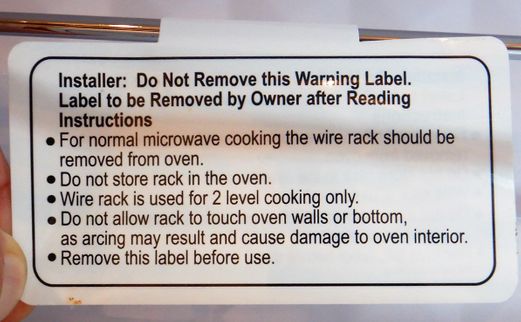 Installer: Do Not Remove this Warning Label.
Label to be Removed by Owner after Reading
Instructions
● For normal microwave cooking the wire rack should be
removed from oven.
● Do not store rack in the oven.
● Wire rack is used for 2 level cooking only.
● Do not allow rack to touch oven walls or bottom,
as arcing may result and cause damage to oven interior.
● Remove this label before use.